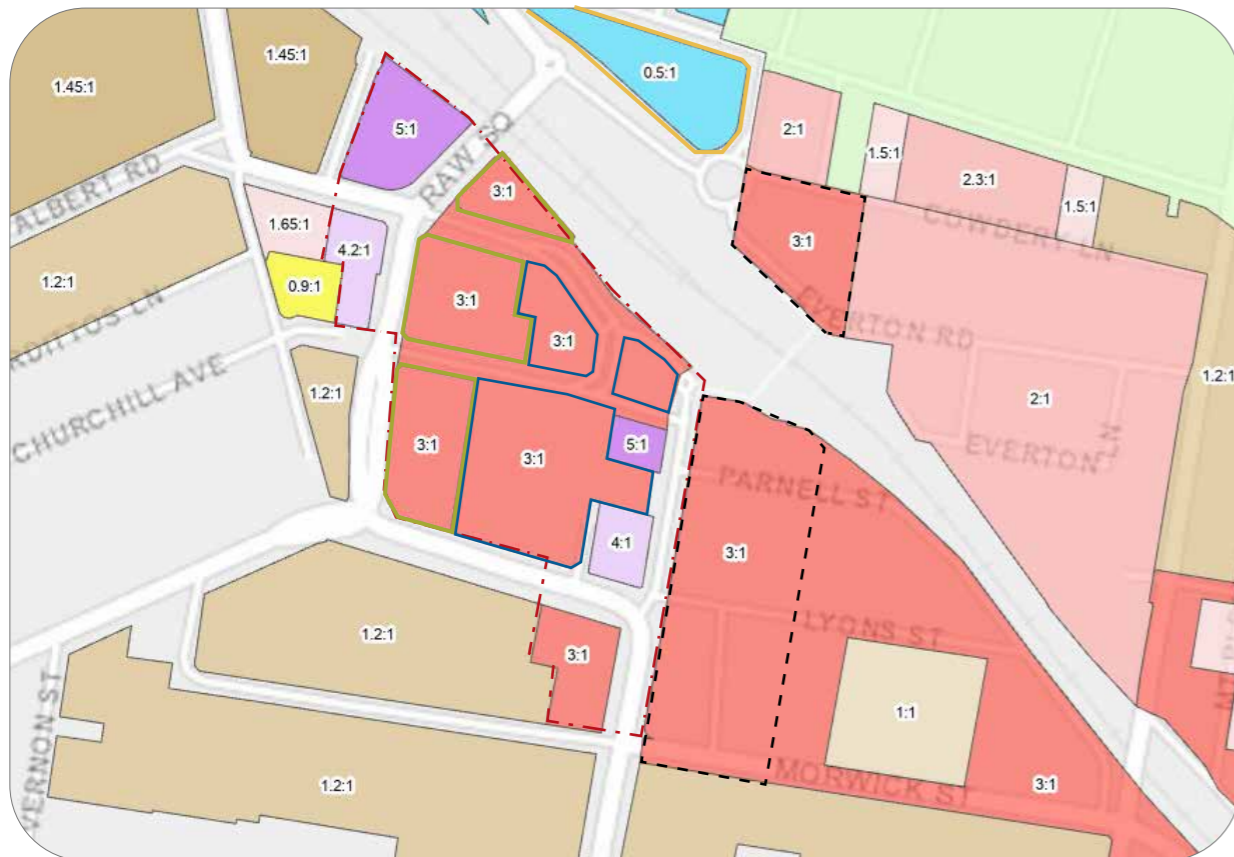 1.45:1
1.45:1
0.5:1
5:1
2:1
1.5:1
2.3:1
1.5:1
RAW SQ
ALBERT RD
3:1
1.65:1
4.2:1
COWDERY LN
3:1
0.9:1
1.2:1
3:1
3:1
EVERTON RD
CHURCHILL AVE
1.2:1
2:1
1.2:1
3:1
3:1
5:1
EVERTON LN
PARNELL ST
4:1
3:1
LYONS ST
1.2:1
3:1
1:1
VERNON ST
MORWICK ST
3:1
1.2:1